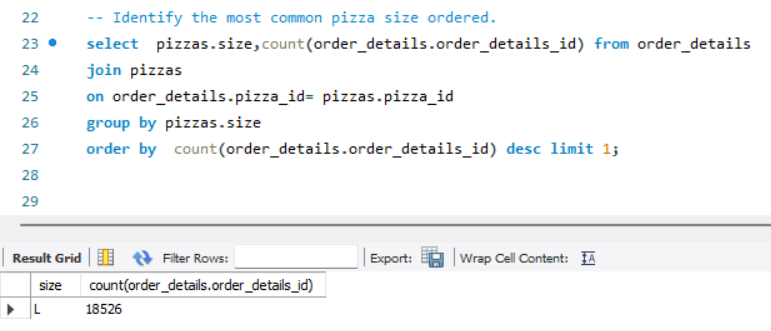 22 -- Identify the most common pizza size ordered.
23 select  pizzas.size,count(order_details.order_details_id) from order_details
24 join pizzas
25 on order_details.pizza_id= pizzas.pizza_id
26 group by pizzas.size
27 order by  count(order_details.order_details_id) desc limit 1;
28
29
Result Grid Filter Rows: Export: Wrap Cell Content: IA
size count(order_details.order_details_id)
L 18526